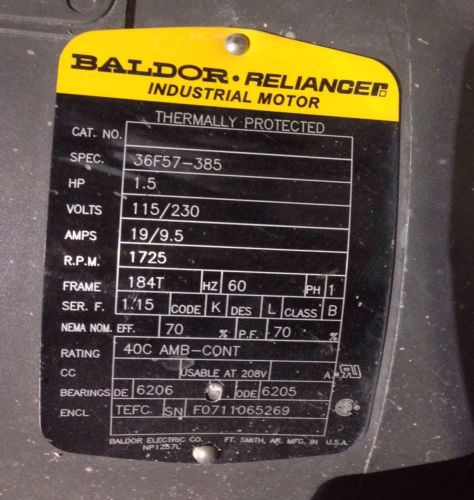 BALDOR • RELIANCE
INDUSTRIAL MOTOR
THERMALLY PROTECTED
CAT. NO.
SPEC. 36F57-385
HP 1.5
VOLTS 115/230
AMPS 19/9.5
R.P.M. 1725
FRAME 184T HZ 60 PH 1
SER. F. 1.15 CODE K DES L CLASS B
NEMA NOM. EFF. 70 % P.F. 70 %
RATING 40C AMB-CONT
CC USABLE AT 208V
BEARINGS DE 6206 ODE 6205
ENCL TEFC SN F0711065269
BALDOR ELECTRIC CO. FT. SMITH, AR. MFG. IN U.S.A.
NP1257L